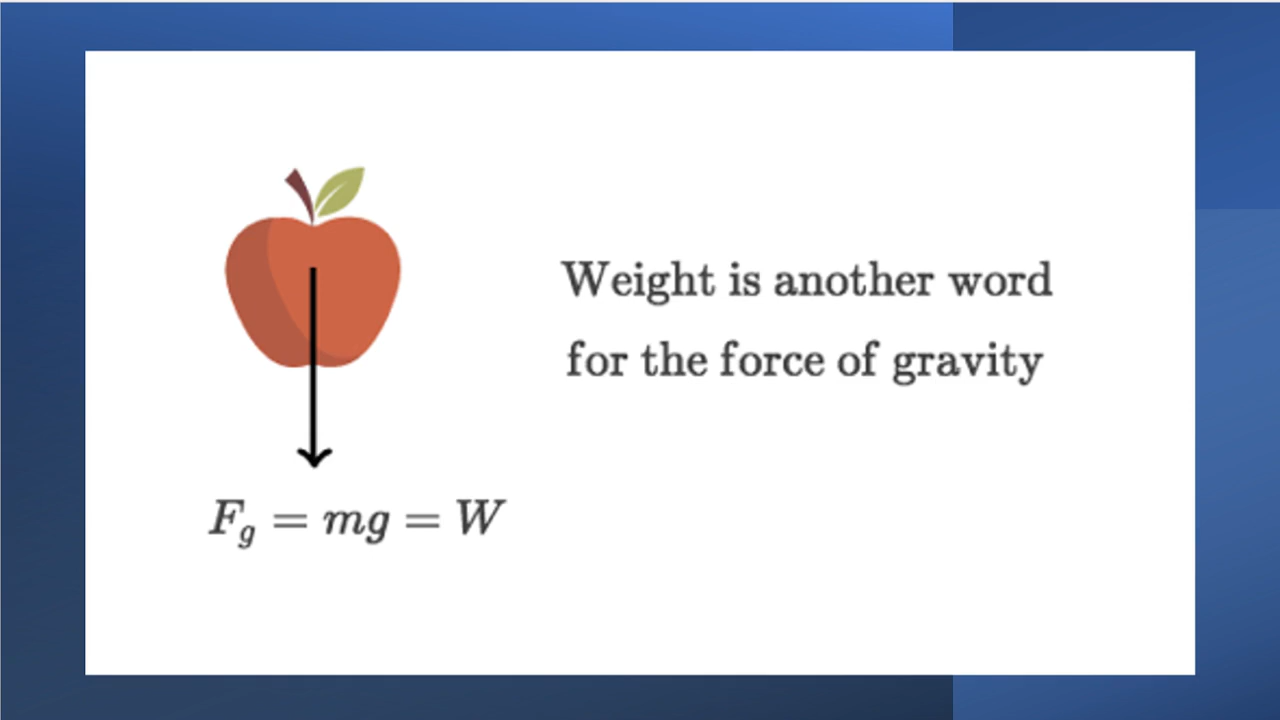 Weight is another word
for the force of gravity
F_g = mg = W